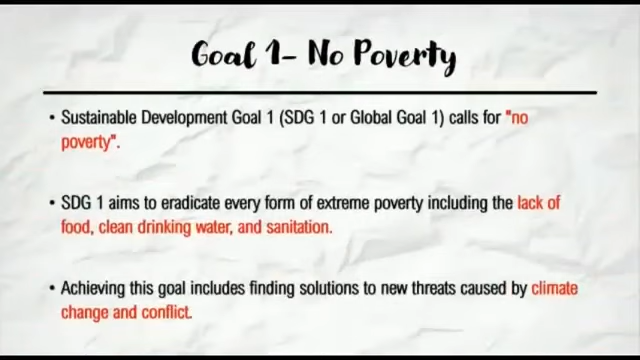 Goal 1- No Poverty
• Sustainable Development Goal 1 (SDG 1 or Global Goal 1) calls for "no
poverty".
• SDG 1 aims to eradicate every form of extreme poverty including the lack of
food, clean drinking water, and sanitation.
• Achieving this goal includes finding solutions to new threats caused by climate
change and conflict.